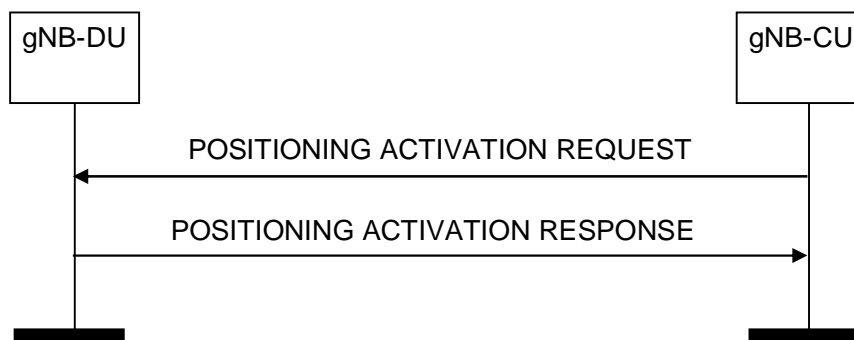 gNB-DU
gNB-CU
POSITIONING ACTIVATION REQUEST
POSITIONING ACTIVATION RESPONSE